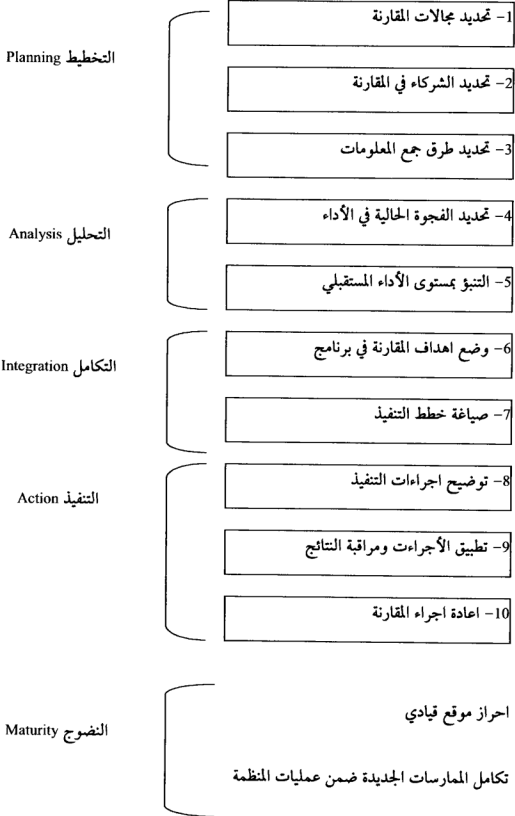 1- تحديد مجالات المقارنة
التخطيط Planning
2- تحديد الشركاء في المقارنة
3- تحديد طرق جمع المعلومات
4- تحديد الفجوة الحالية في الأداء
التحليل Analysis
5- التنبؤ بمستوى الأداء المستقبلي
6- وضع اهداف المقارنة في برنامج
التكامل Integration
7- صياغة خطط التنفيذ
8- توضيح اجراءات التنفيذ
التنفيذ Action
9- تطبيق الأجراءت ومراقبة النتائج
10- اعادة اجراء المقارنة
احراز موقع قيادي
النضوج Maturity
تكامل الممارسات الجديدة ضمن عمليات المنظمة